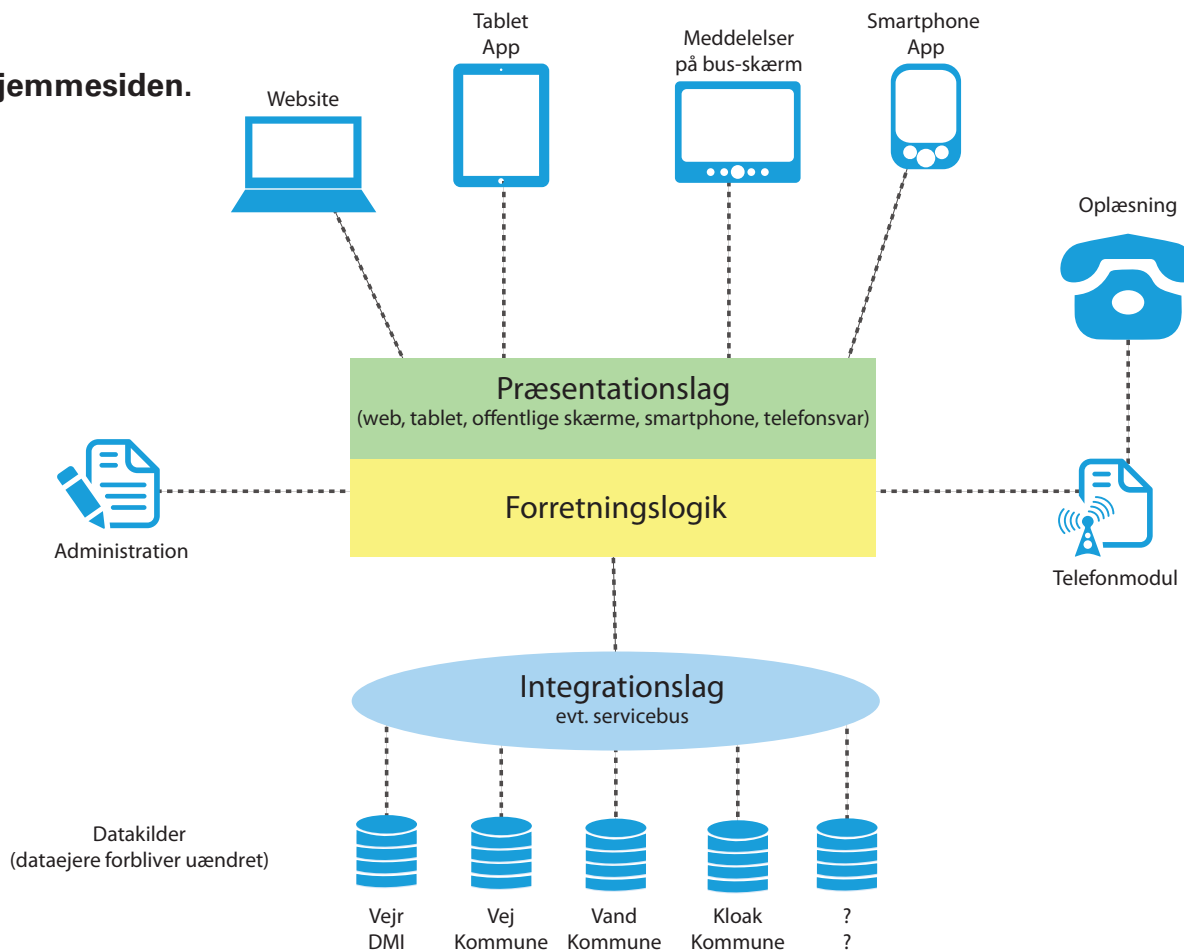 jemmesiden.
Website
Tablet
App
Meddelelser
på bus-skærm
Smartphone
App
Oplæsning
Præsentationslag
(web, tablet, offentlige skærme, smartphone, telefonsvar)
Forretningslogik
Administration
Telefonmodul
Integrationslag
evt. servicebus
Datakilder
(dataejere forbliver uændret)
Vejr
DMI
Vej
Kommune
Vand
Kommune
Kloak
Kommune
?
?